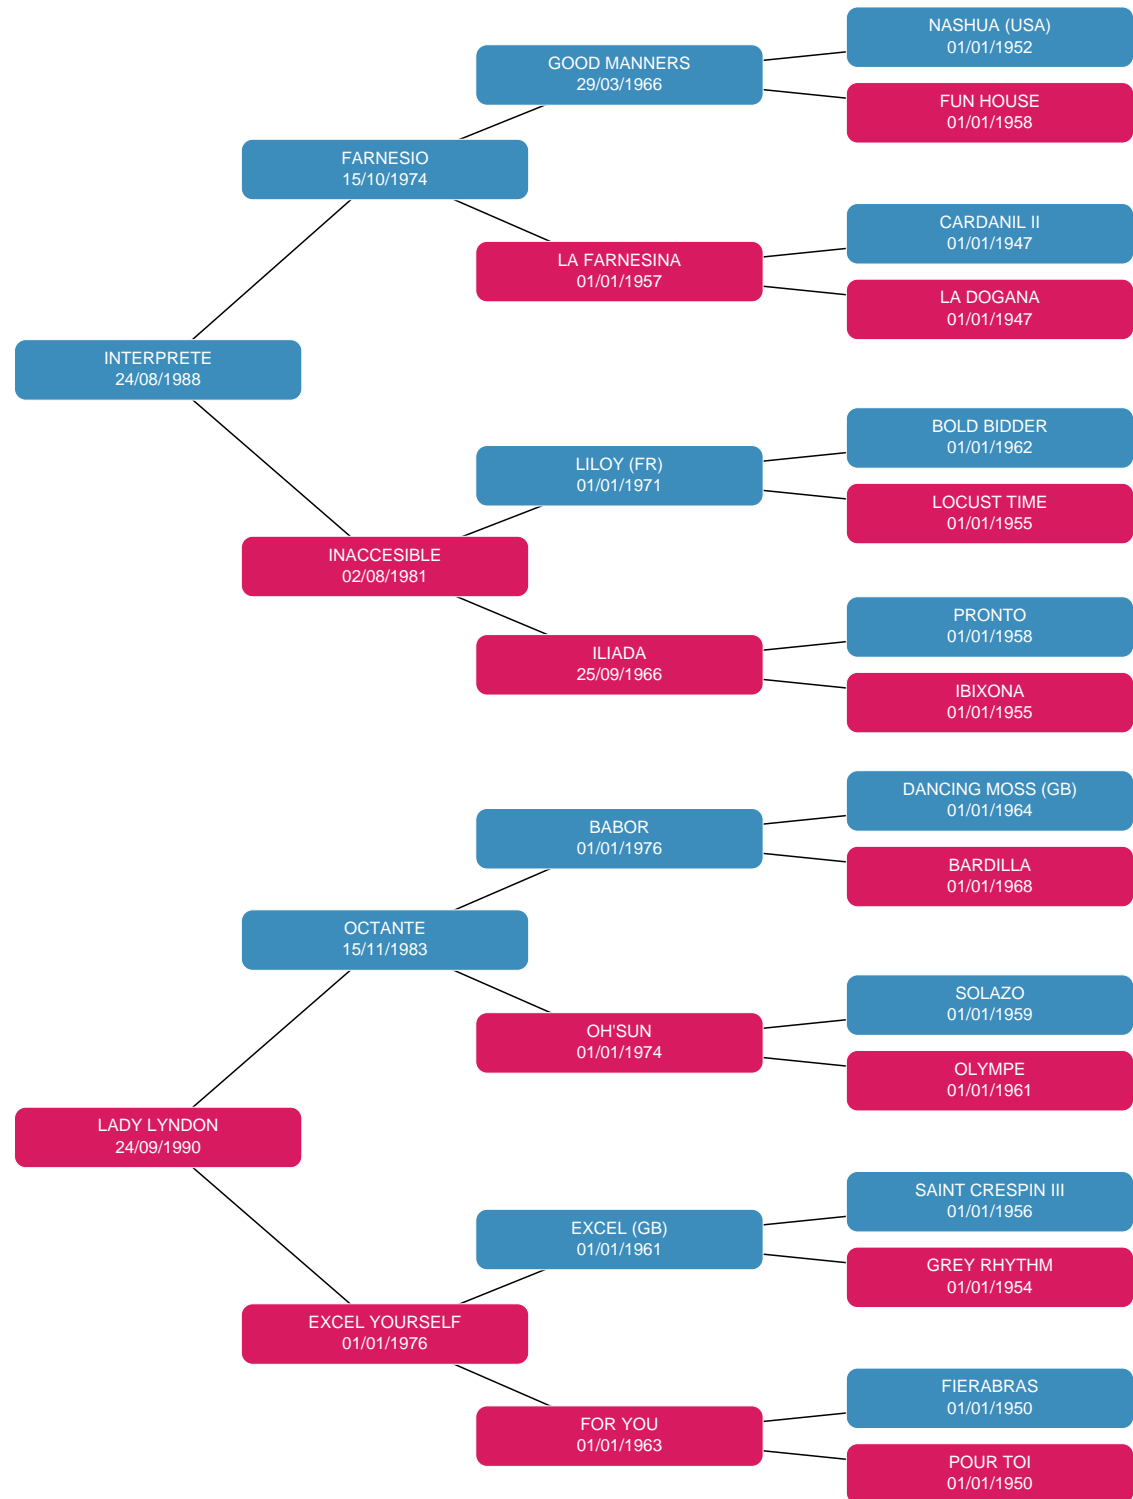 NASHUA (USA)
01/01/1952
GOOD MANNERS
29/03/1966
FUN HOUSE
01/01/1958
FARNESIO
15/10/1974
CARDANIL II
01/01/1947
LA FARNESINA
01/01/1957
LA DOGANA
01/01/1947
INTERPRETE
24/08/1988
BOLD BIDDER
01/01/1962
LILOY (FR)
01/01/1971
LOCUST TIME
01/01/1955
INACCESIBLE
02/08/1981
PRONTO
01/01/1958
ILIADA
25/09/1966
IBIXONA
01/01/1955
DANCING MOSS (GB)
01/01/1964
BABOR
01/01/1976
BARDILLA
01/01/1968
OCTANTE
15/11/1983
SOLAZO
01/01/1959
OH'SUN
01/01/1974
OLYMPE
01/01/1961
LADY LYNDON
24/09/1990
SAINT CRESPIN III
01/01/1956
EXCEL (GB)
01/01/1961
GREY RHYTHM
01/01/1954
EXCEL YOURSELF
01/01/1976
FIERABRAS
01/01/1950
FOR YOU
01/01/1963
POUR TOI
01/01/1950